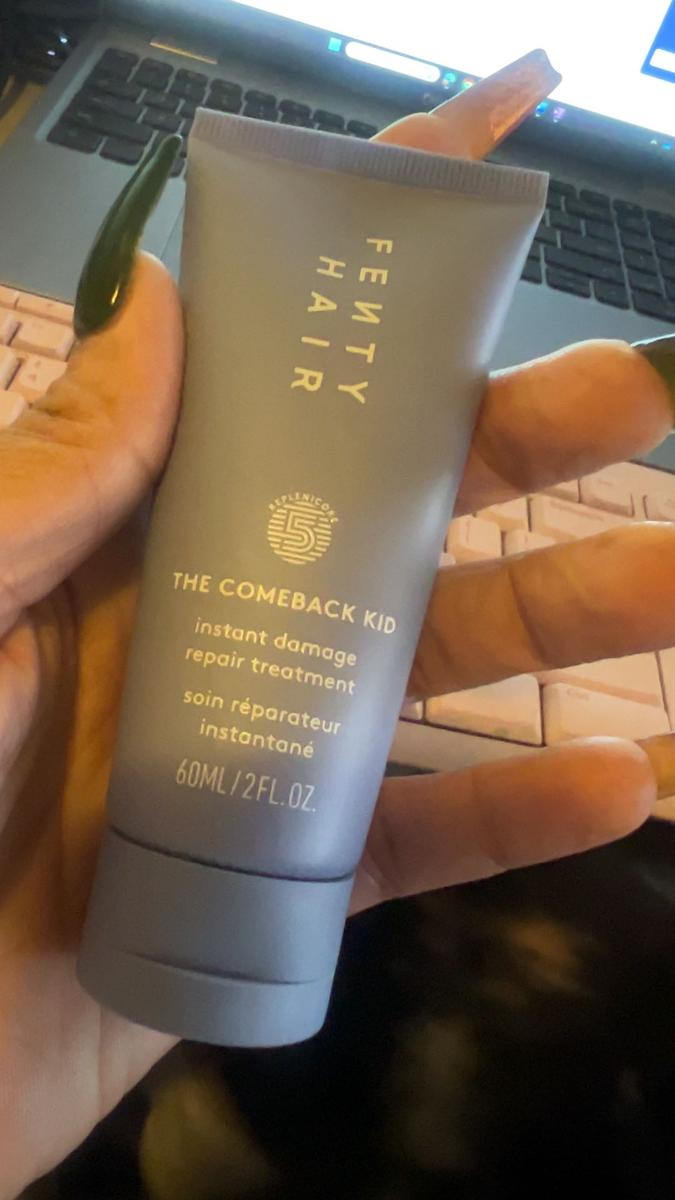 FENTY
HAIR
REPLENICORE
5
THE COMEBACK KID
instant damage
repair treatment
soin réparateur
instantané
60ML/2FL.OZ.